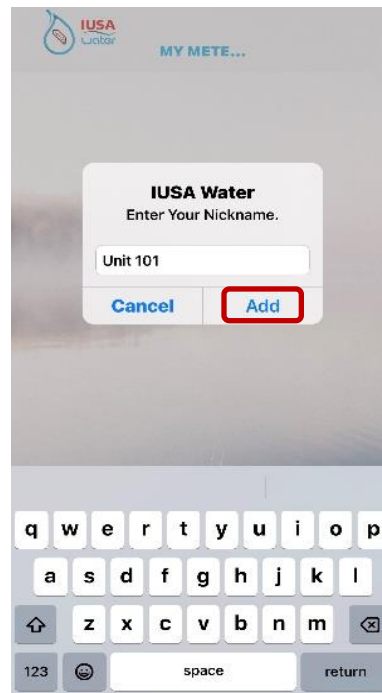 IUSA
water
MY METE...
IUSA Water
Enter Your Nickname.
Unit 101
Cancel
Add
q w e r t y u i o p
a s d f g h j k l
z x c v b n m
123
space
return